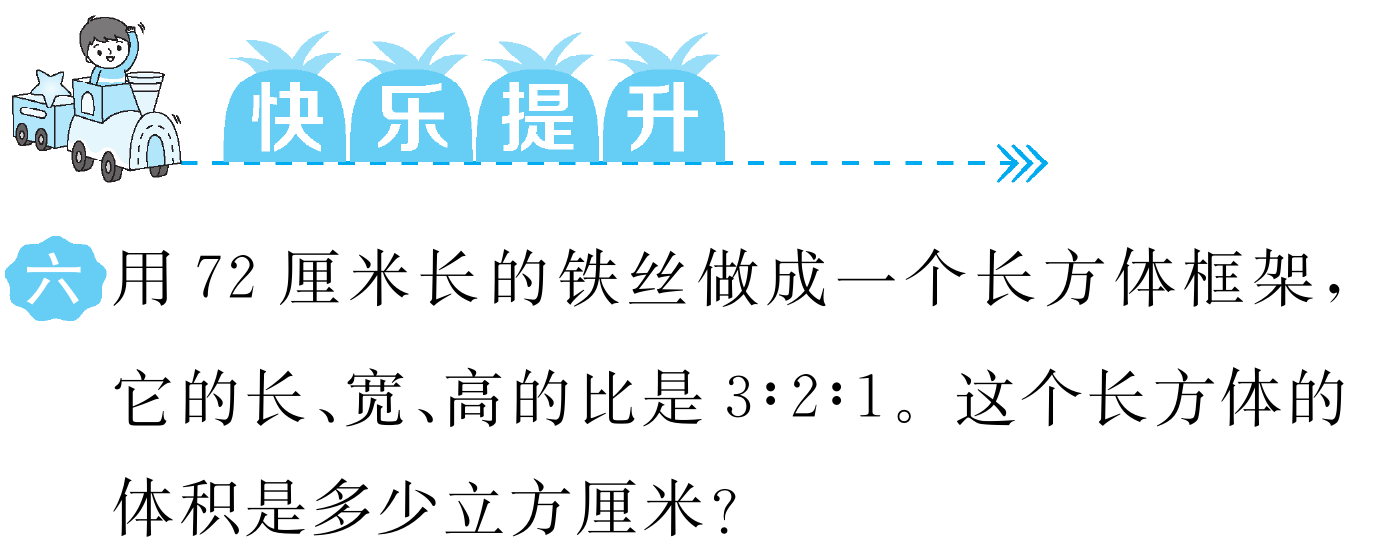 快乐提升
六 用 72 厘米长的铁丝做成一个长方体框架，
它的长、宽、高的比是 3∶2∶1。这个长方体的
体积是多少立方厘米？